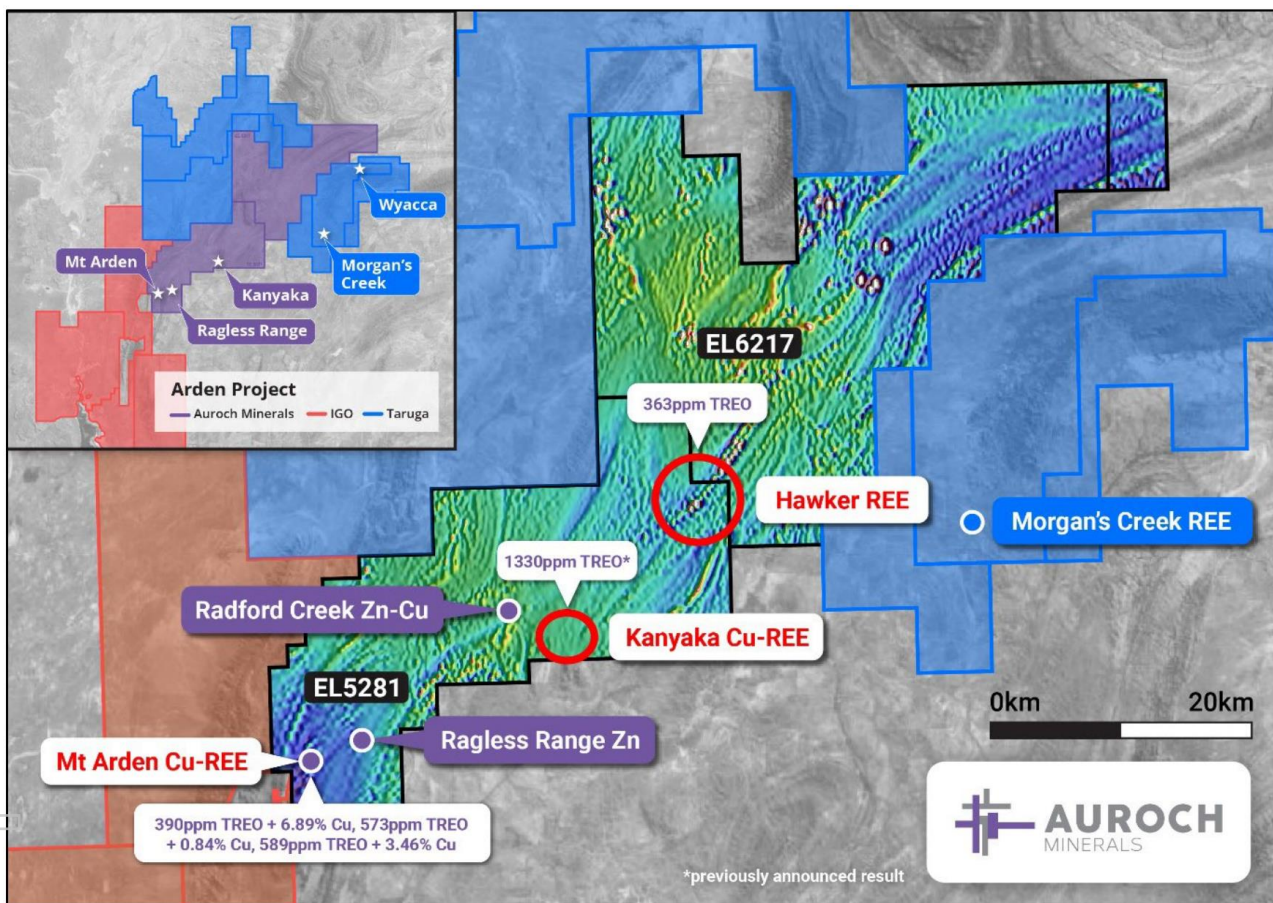 Wyacca
Mt Arden
Morgan's
Creek
Kanyaka
Ragless Range
Arden Project
Auroch Minerals
IGO
Taruga
EL6217
363ppm TREO
Hawker REE
Morgan's Creek REE
1330ppm TREO*
Radford Creek Zn-Cu
Kanyaka Cu-REE
EL5281
0km
20km
Ragless Range Zn
Mt Arden Cu-REE
390ppm TREO + 6.89% Cu, 573ppm TREO
+ 0.84% Cu, 589ppm TREO + 3.46% Cu
AUROCH
MINERALS
*previously announced result